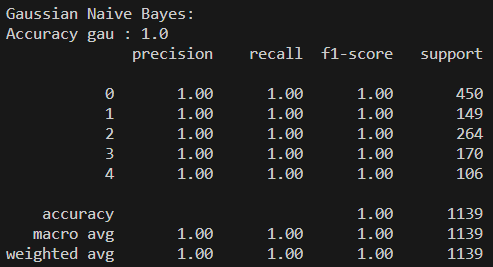 Gaussian Naive Bayes:
Accuracy gau : 1.0
precision recall f1-score support
0 1.00 1.00 1.00 450
1 1.00 1.00 1.00 149
2 1.00 1.00 1.00 264
3 1.00 1.00 1.00 170
4 1.00 1.00 1.00 106
accuracy 1.00 1139
macro avg 1.00 1.00 1.00 1139
weighted avg 1.00 1.00 1.00 1139